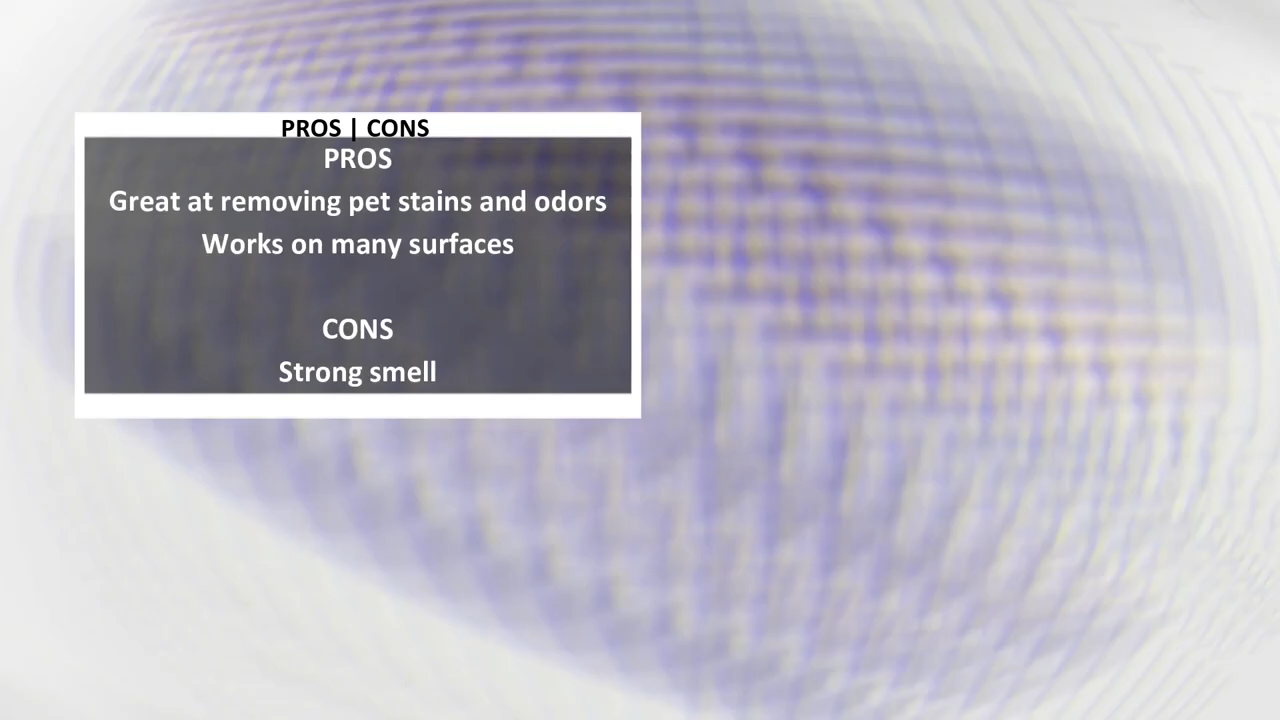 PROS | CONS
PROS
Great at removing pet stains and odors
Works on many surfaces
CONS
Strong smell